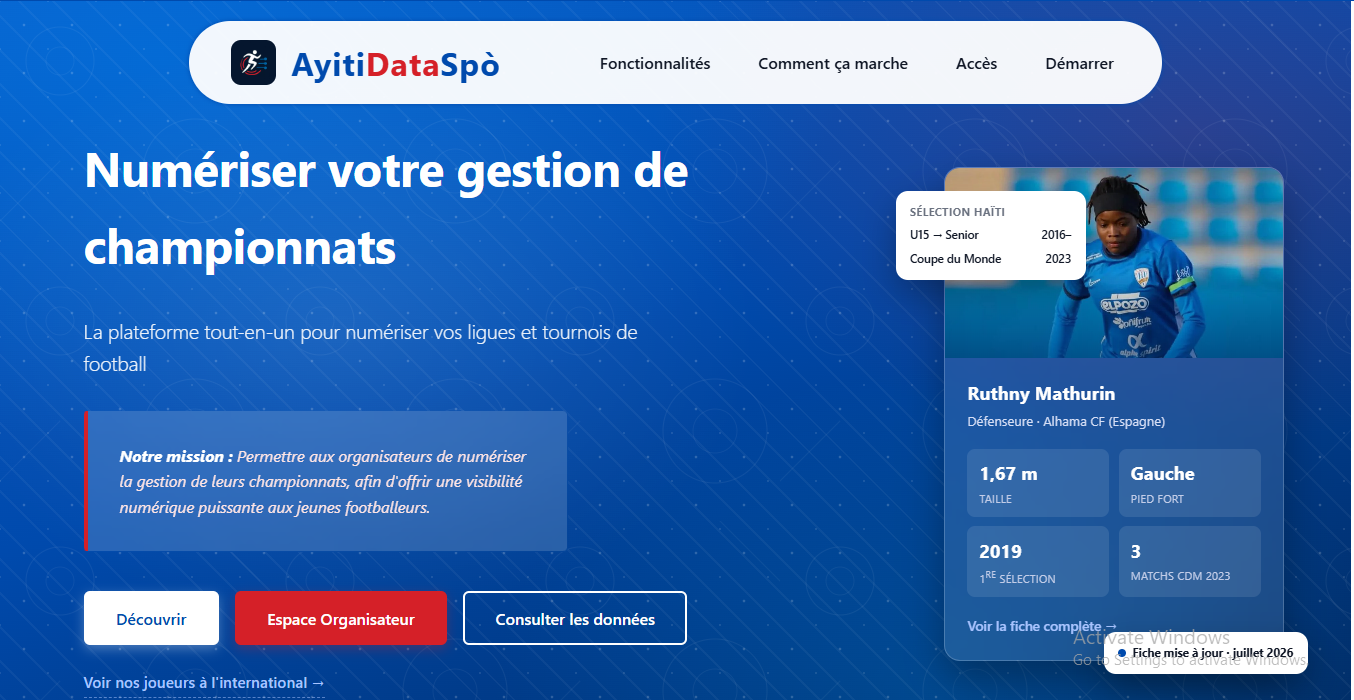 AyitiDataSpò
Fonctionnalités
Comment ça marche
Accès
Démarrer
Numériser votre gestion de
championnats
La plateforme tout-en-un pour numériser vos ligues et tournois de
football
Notre mission : Permettre aux organisateurs de numériser
la gestion de leurs championnats, afin d'offrir une visibilité
numérique puissante aux jeunes footballeurs.
Découvrir
Espace Organisateur
Consulter les données
Voir nos joueurs à l'international →
SÉLECTION HAÏTI
U15 → Senior 2016–
Coupe du Monde 2023
ELPOZO
Ruthny Mathurin
Défenseure · Alhama CF (Espagne)
1,67 m
TAILLE
Gauche
PIED FORT
2019
1RE SÉLECTION
3
MATCHS CDM 2023
Voir la fiche complète →
Fiche mise à jour · juillet 2026
Activate Windows
Go to Settings to activate Windows.